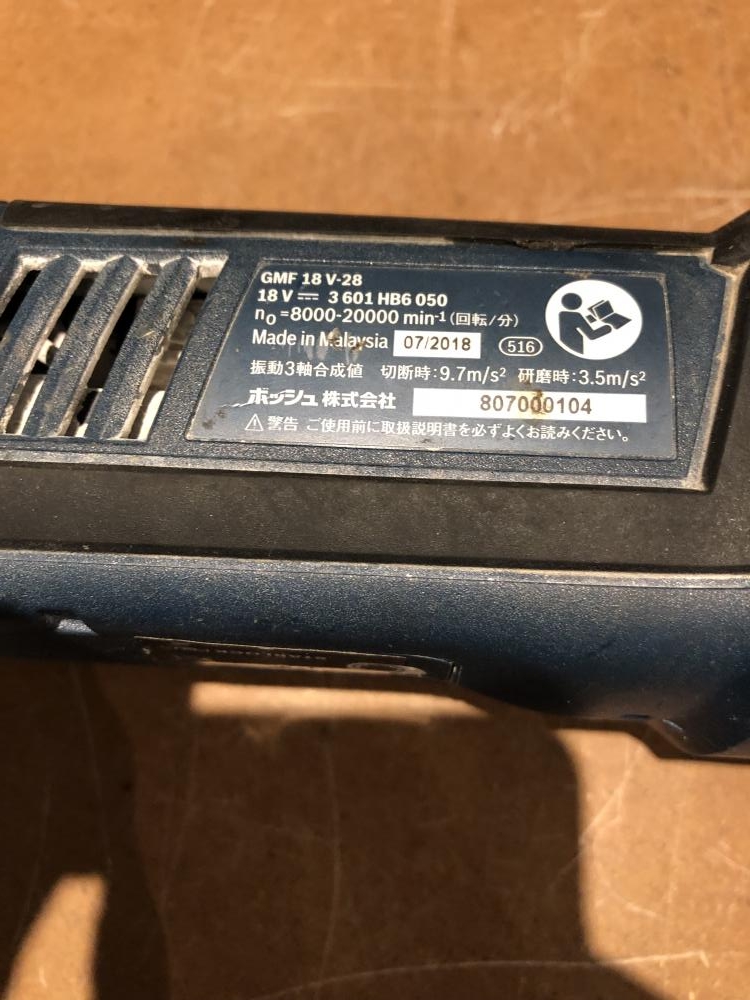 GMF 18 V-28
18 V ⎓ 3 601 HB6 050
n₀ =8000-20000 min⁻¹ (回転/分)
Made in Malaysia 07/2018 516
振動3軸合成値 切断時:9.7m/s² 研磨時:3.5m/s²
ボッシュ株式会社 807000104
⚠警告 ご使用前に取扱説明書を必ずよくお読みください。